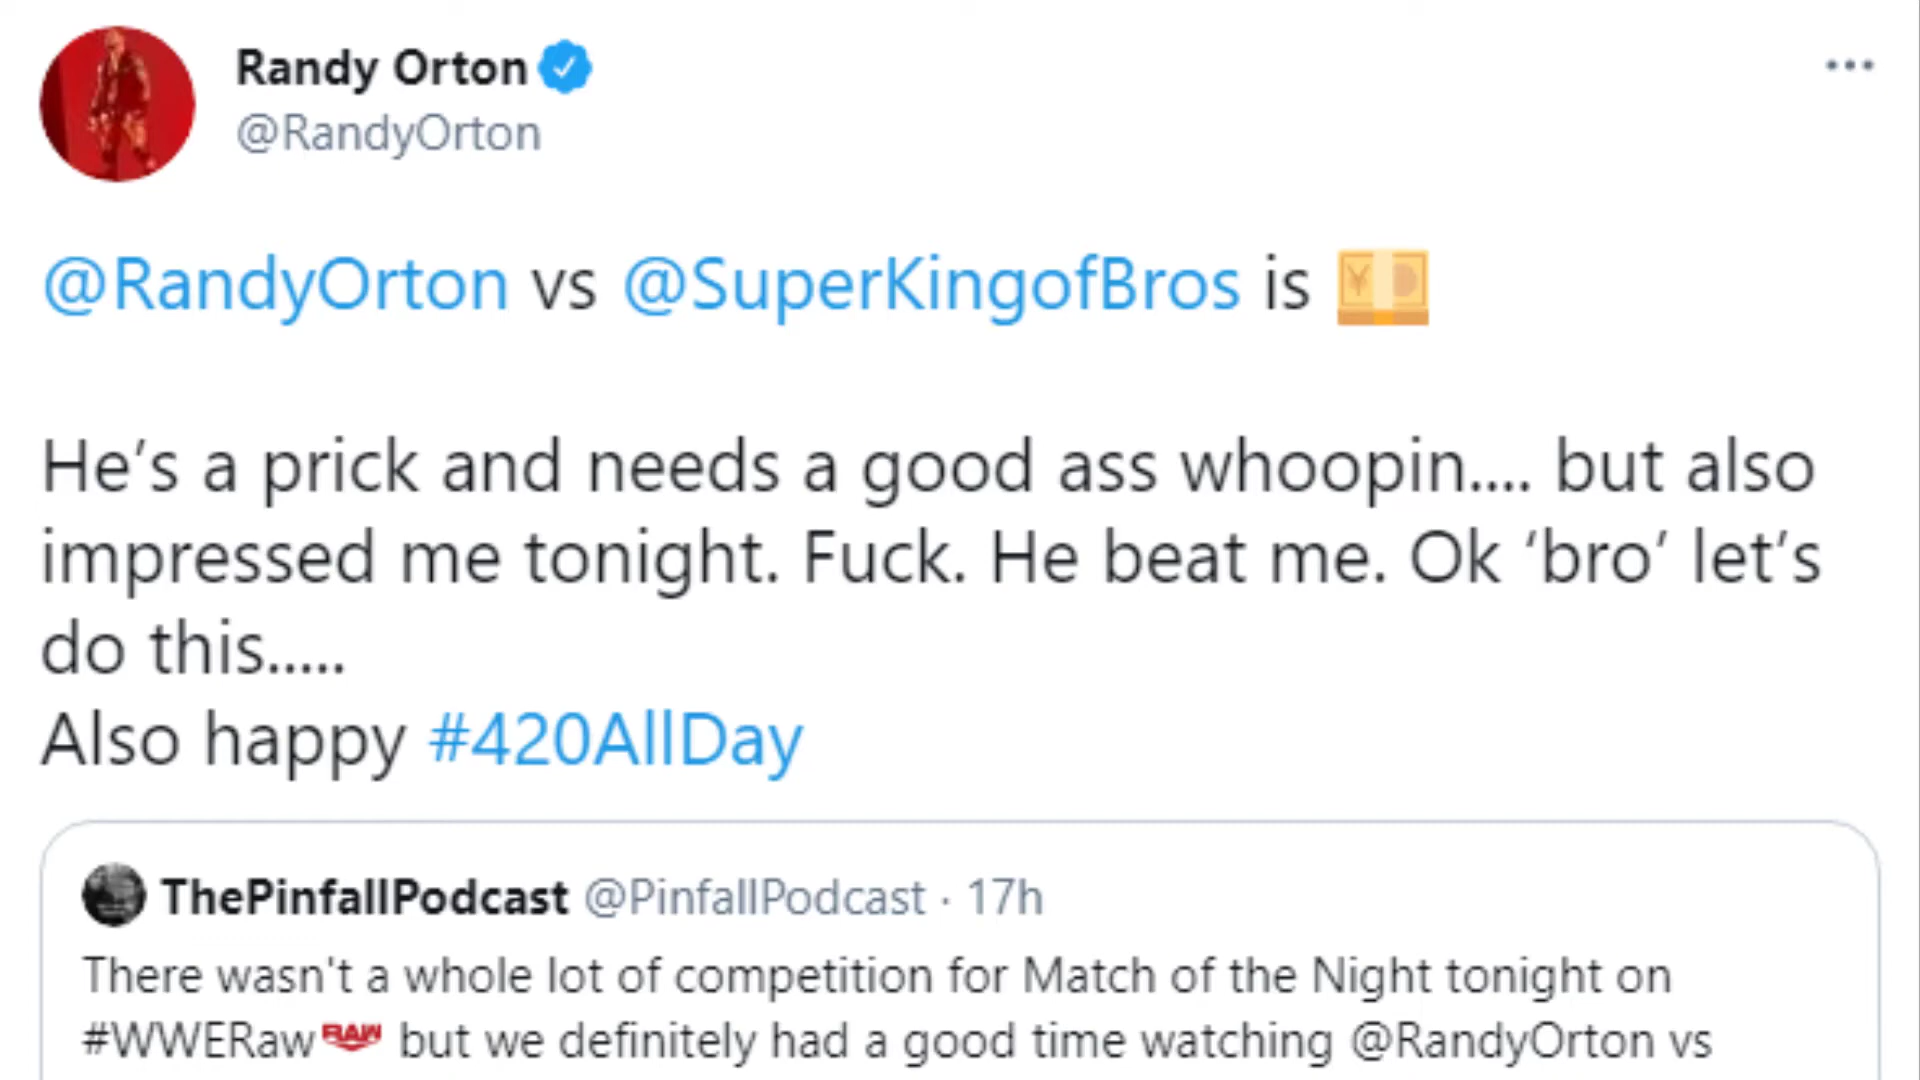 Randy Orton
@RandyOrton
@RandyOrton vs @SuperKingofBros is 💴
He’s a prick and needs a good ass whoopin.... but also
impressed me tonight. Fuck. He beat me. Ok ‘bro’ let’s
do this.....
Also happy #420AllDay
ThePinfallPodcast @PinfallPodcast · 17h
There wasn't a whole lot of competition for Match of the Night tonight on
#WWERaw RAW but we definitely had a good time watching @RandyOrton vs